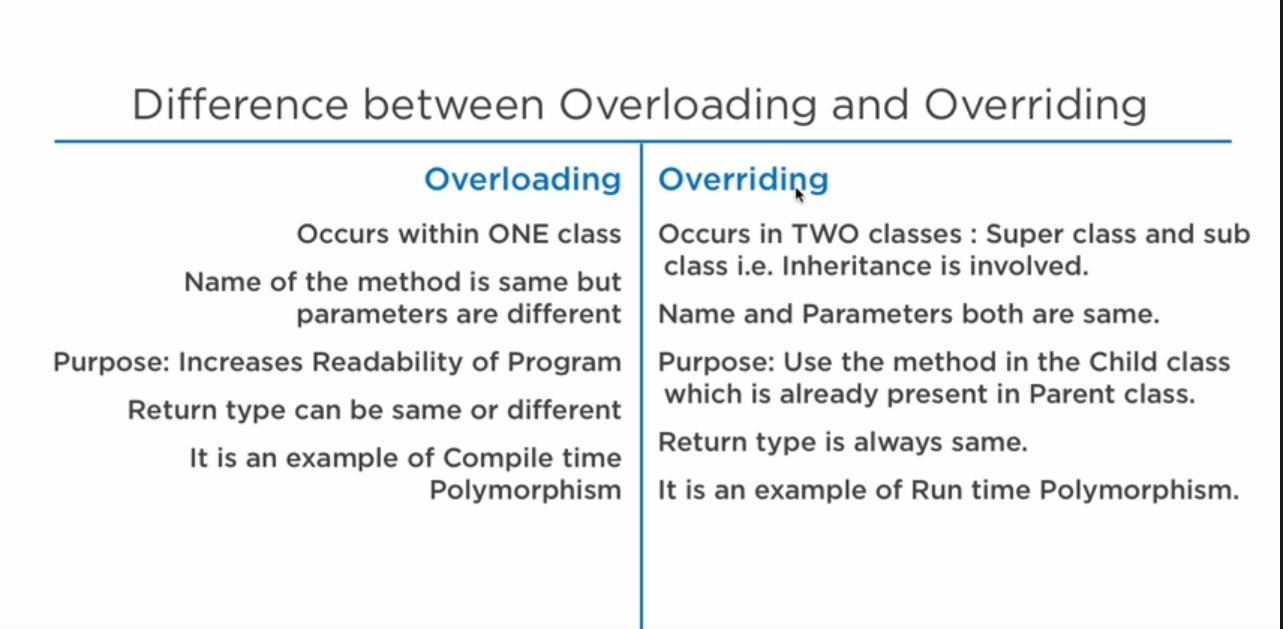 Difference between Overloading and Overriding
Overloading
Occurs within ONE class
Name of the method is same but
parameters are different
Purpose: Increases Readability of Program
Return type can be same or different
It is an example of Compile time
Polymorphism
Overriding
Occurs in TWO classes : Super class and sub
class i.e. Inheritance is involved.
Name and Parameters both are same.
Purpose: Use the method in the Child class
which is already present in Parent class.
Return type is always same.
It is an example of Run time Polymorphism.